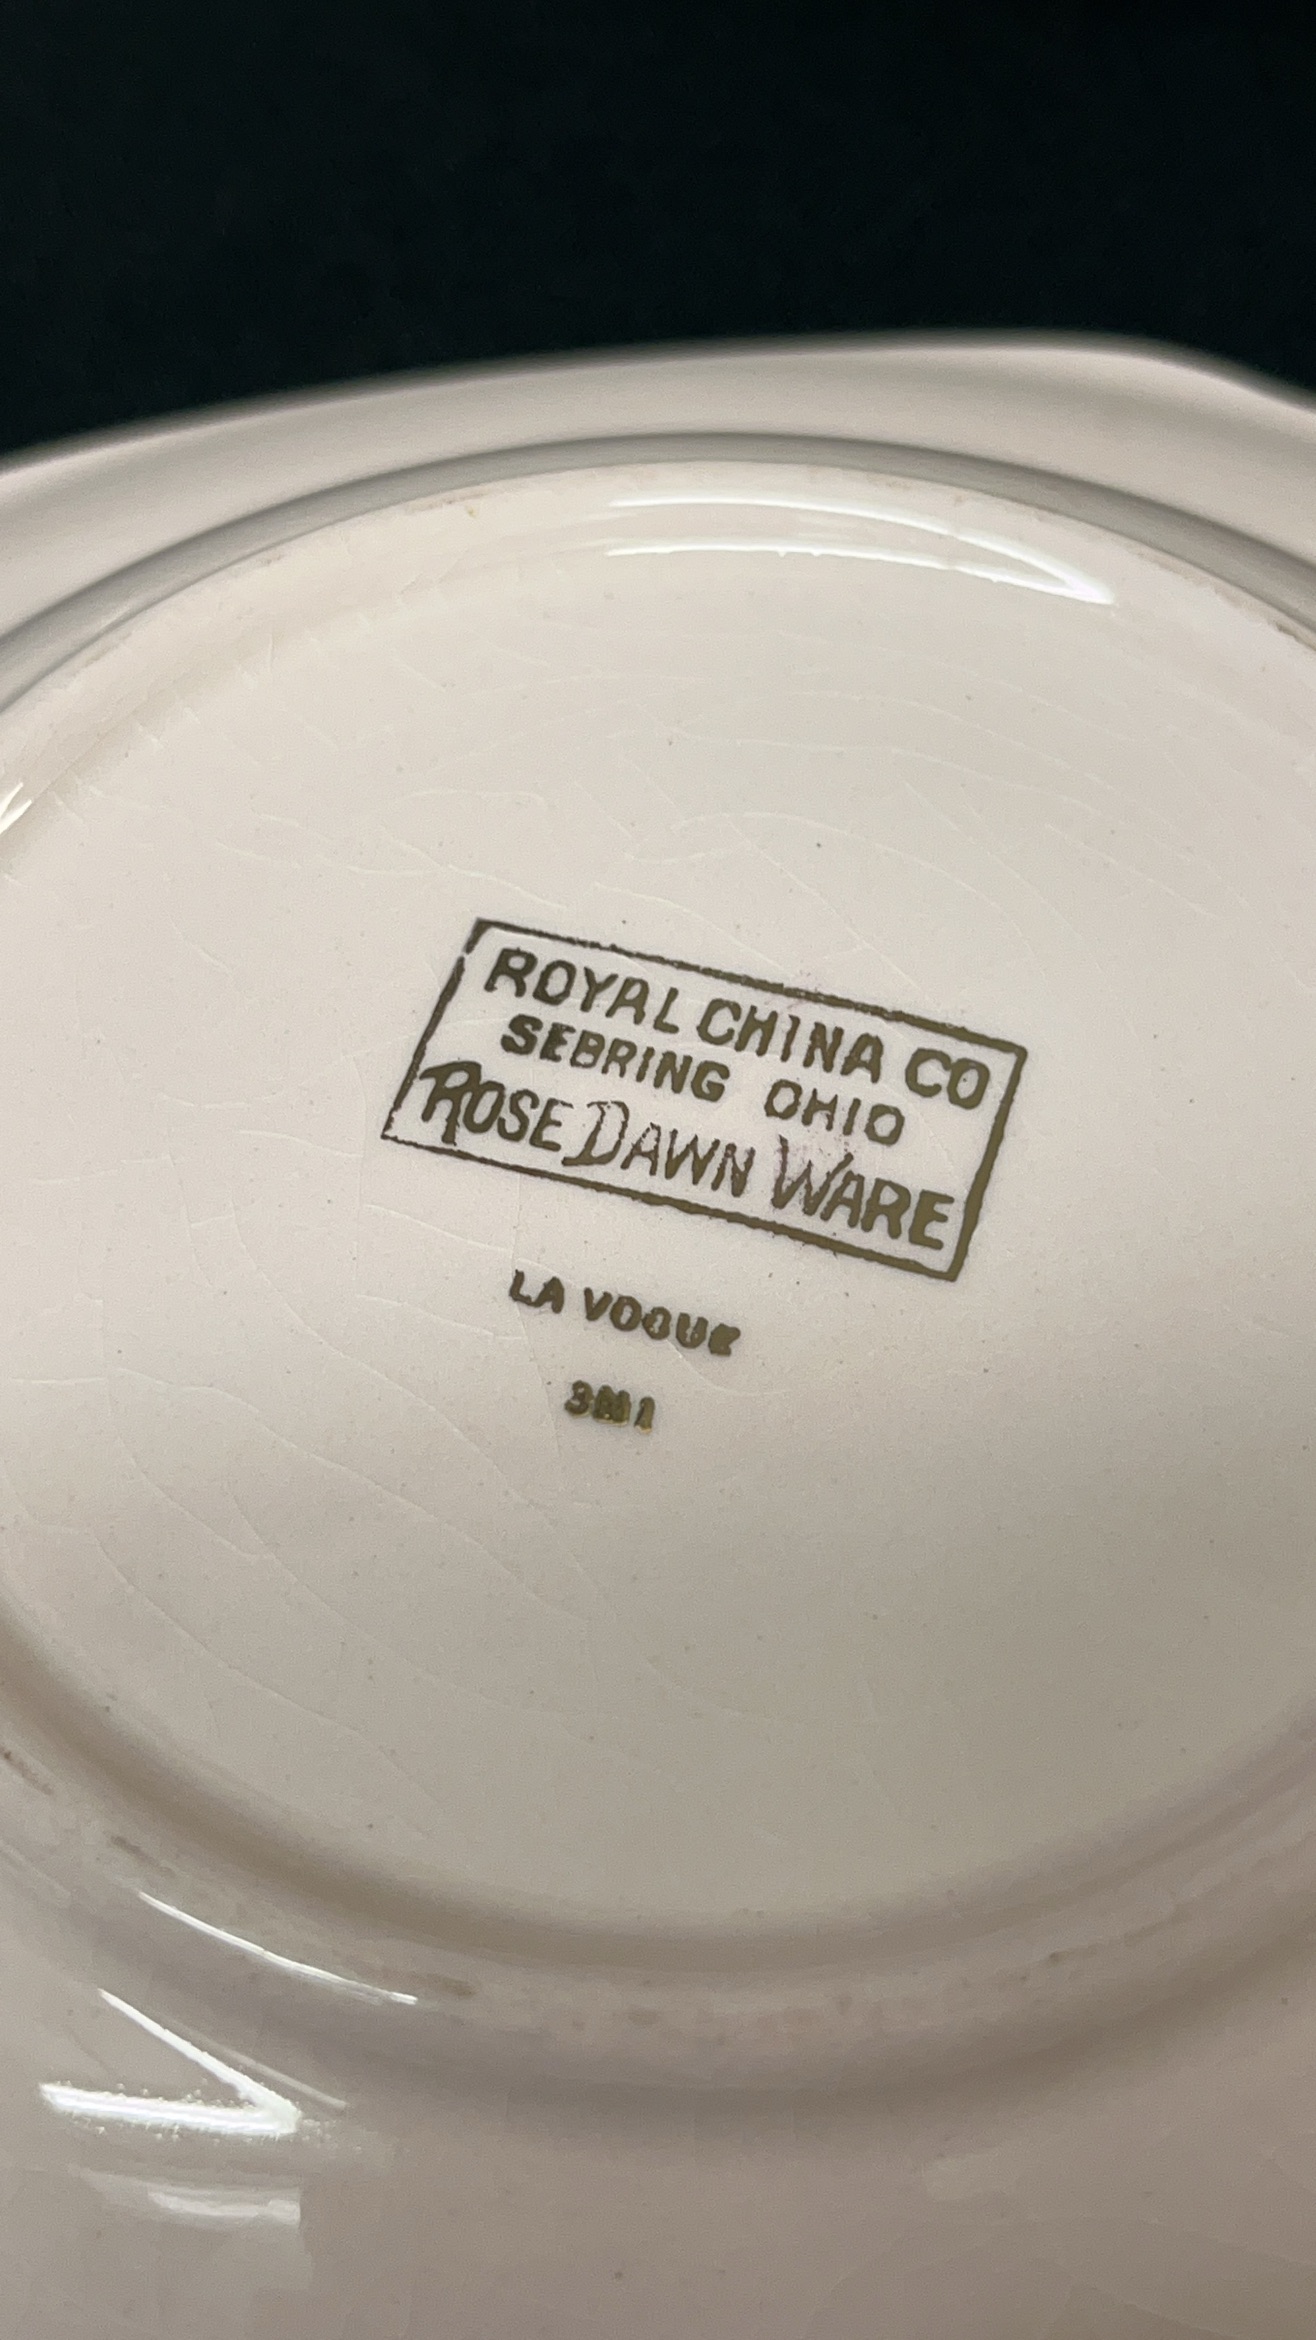 ROYAL CHINA CO
SEBRING OHIO
ROSE DAWN WARE
LA VOGUE